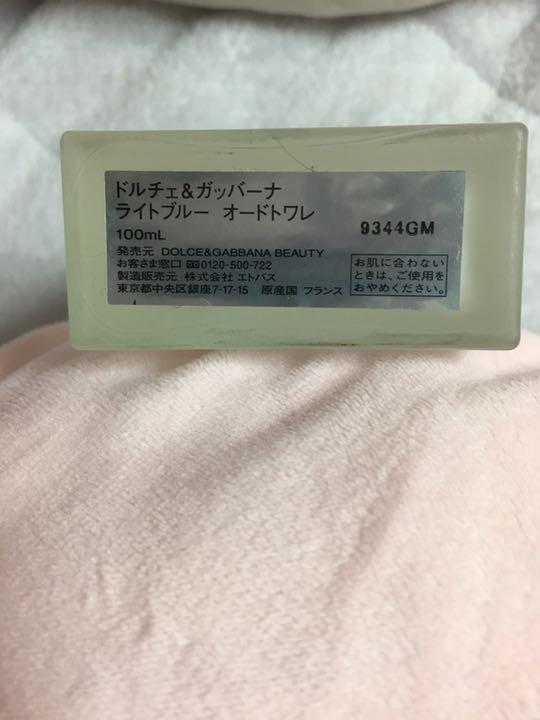 ドルチェ&ガッバーナ
ライトブルー オードトワレ
100mL
9344GM
発売元 DOLCE&GABBANA BEAUTY
お客さま窓口 0120-500-722
製造販売元 株式会社 エトバス
東京都中央区銀座7-17-15 原産国 フランス
お肌に合わない
ときは、ご使用を
おやめください。